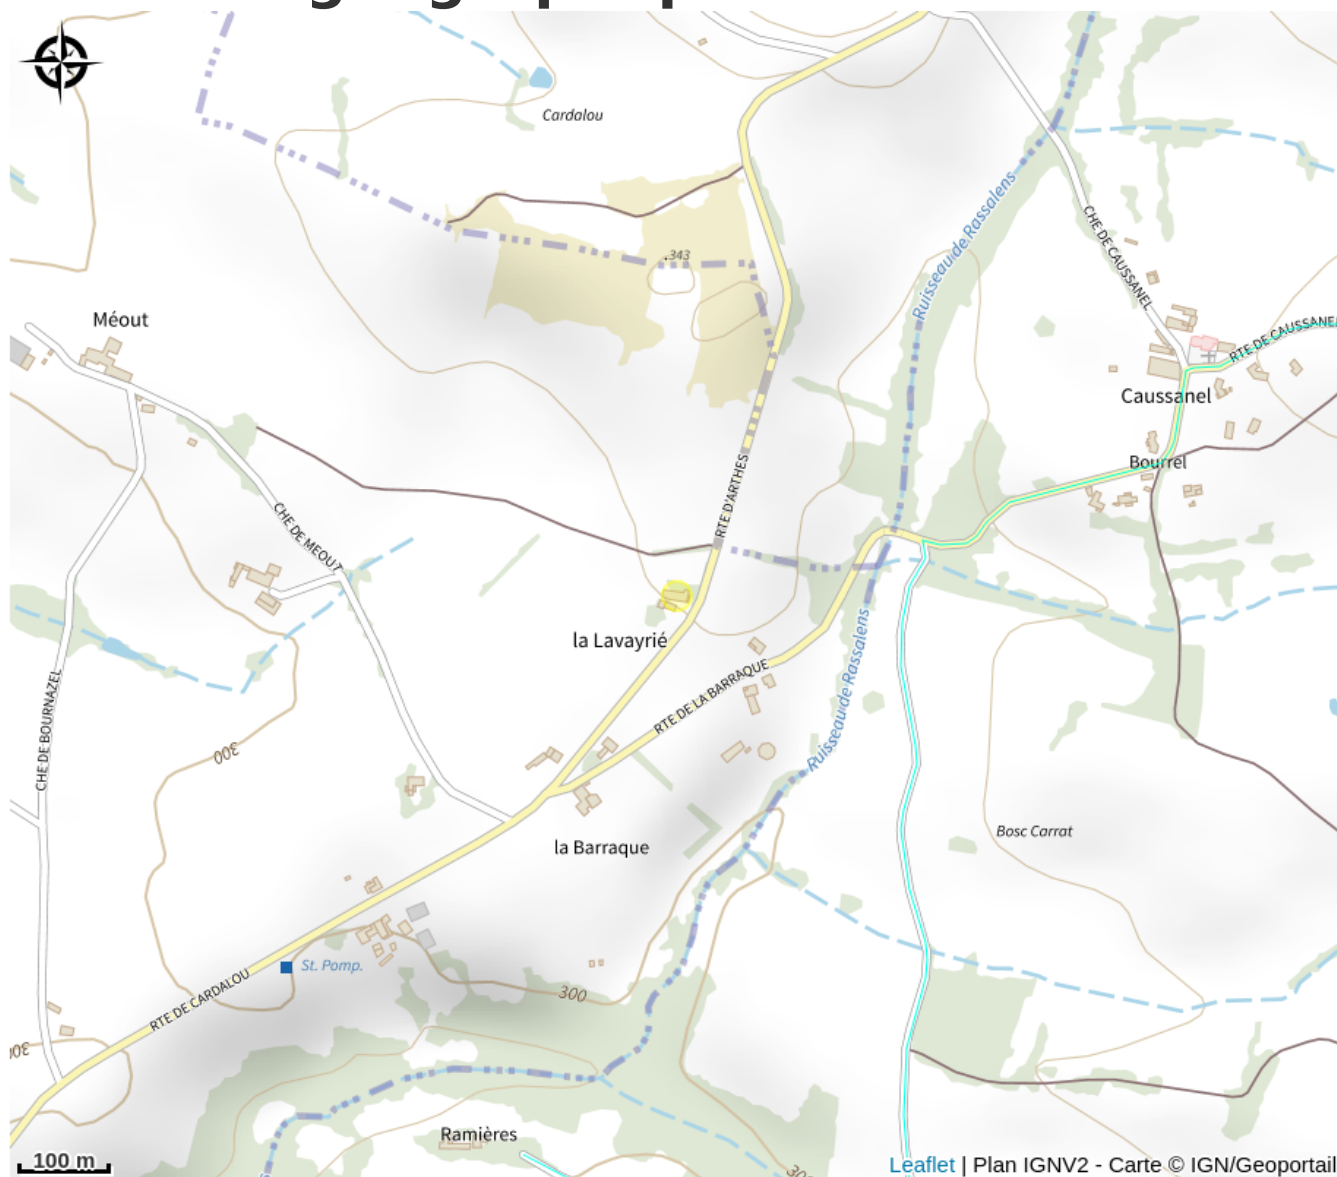 Cardalou
Ruisseau de Rassalens
CHE DE CAUSSANEL
.343
Méout
RTE DE CAUSSANEL
Caussanel
Bourrel
RTE D'ARTHES
CHE DE MEOUT
la Lavayrié
RTE DE LA BARRAQUE
Ruisseau de Rassalens
CHE DE BOURNAZEL
300
Bosc Carrat
la Barraque
St. Pomp.
300
RTE DE CARDALOU
300
Ramières
300
100 m
Leaflet | Plan IGNV2 - Carte © IGN/Geoportail